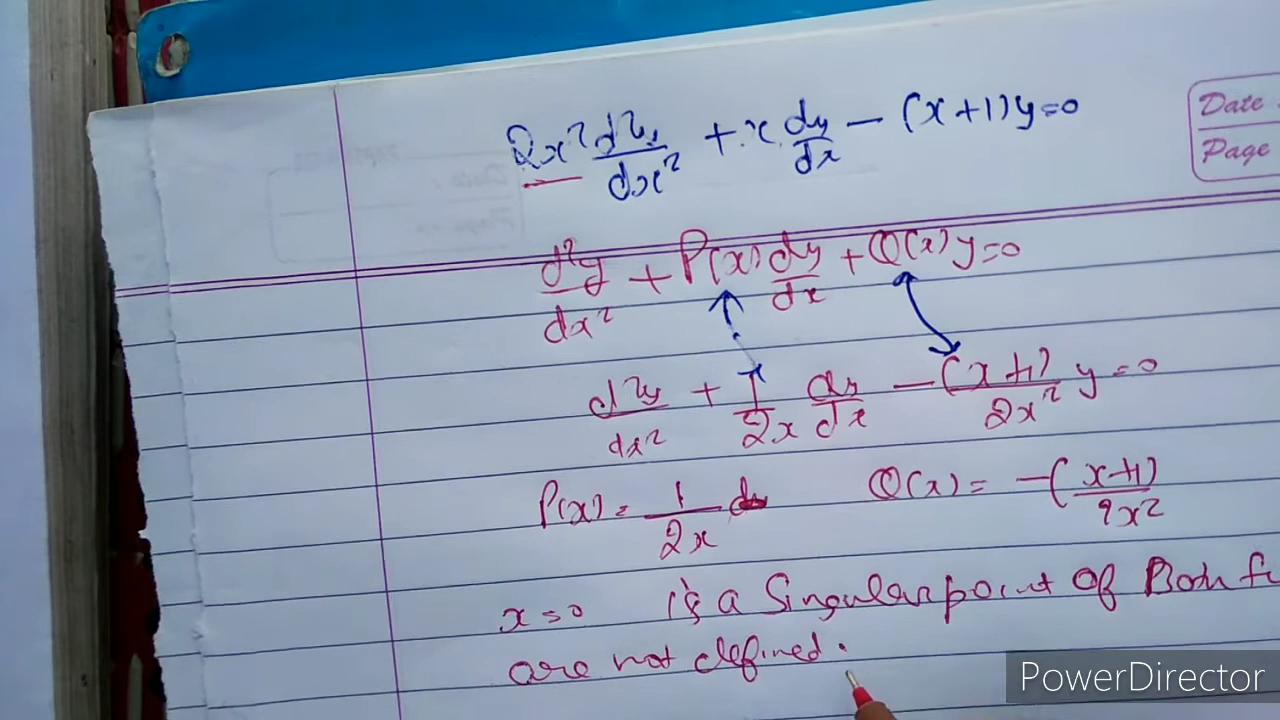 2x² d²y/dx² + x dy/dx - (x+1)y=0
Date
Page
d²y/dx² + P(x) dy/dx + Q(x)y=0
d²y/dx² + 1/2x dy/dx - (x+1)/2x² y=0
P(x) = 1/2x Q(x) = -(x+1)/2x²
x=0 is a Singular point of Both fu
are not defined.
PowerDirector